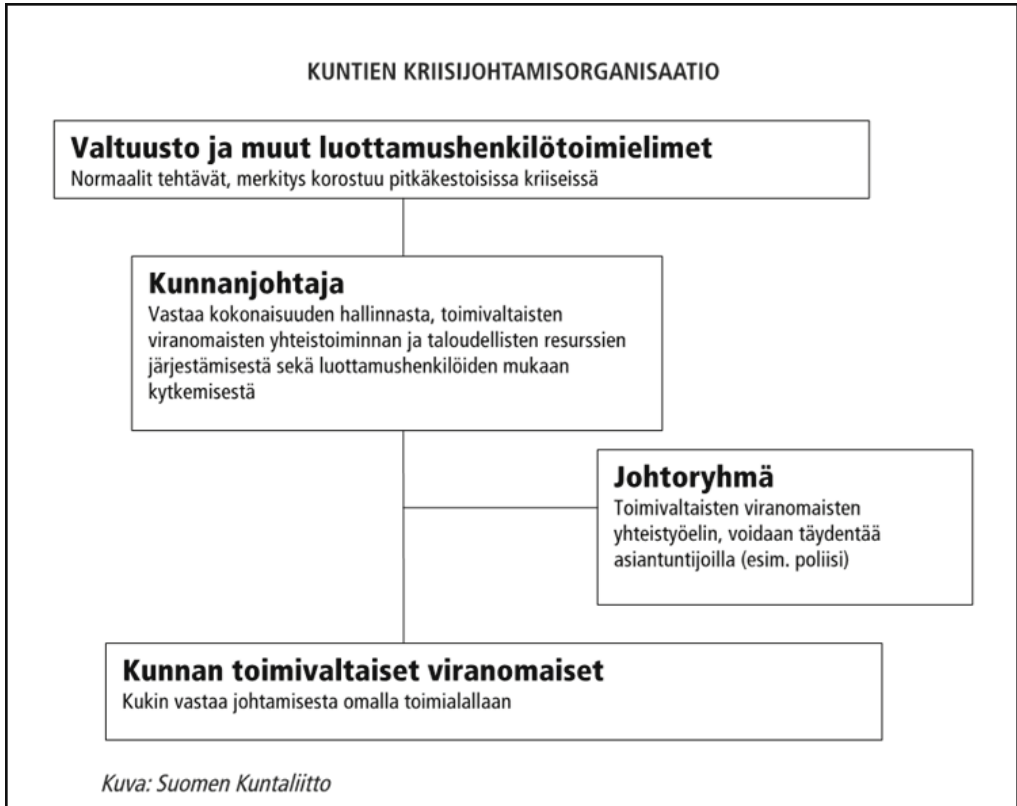 KUNTIEN KRIISIJOHTAMISORGANISAATIO
Valtuusto ja muut luottamushenkilötoimielimet
Normaalit tehtävät, merkitys korostuu pitkäkestoisissa kriiseissä
Kunnanjohtaja
Vastaa kokonaisuuden hallinnasta, toimivaltaisten
viranomaisten yhteistoiminnan ja taloudellisten resurssien
järjestämisestä sekä luottamushenkilöiden mukaan
kytkemisestä
Johtoryhmä
Toimivaltaisten viranomaisten
yhteistyöelin, voidaan täydentää
asiantuntijoilla (esim. poliisi)
Kunnan toimivaltaiset viranomaiset
Kukin vastaa johtamisesta omalla toimialallaan
Kuva: Suomen Kuntaliitto